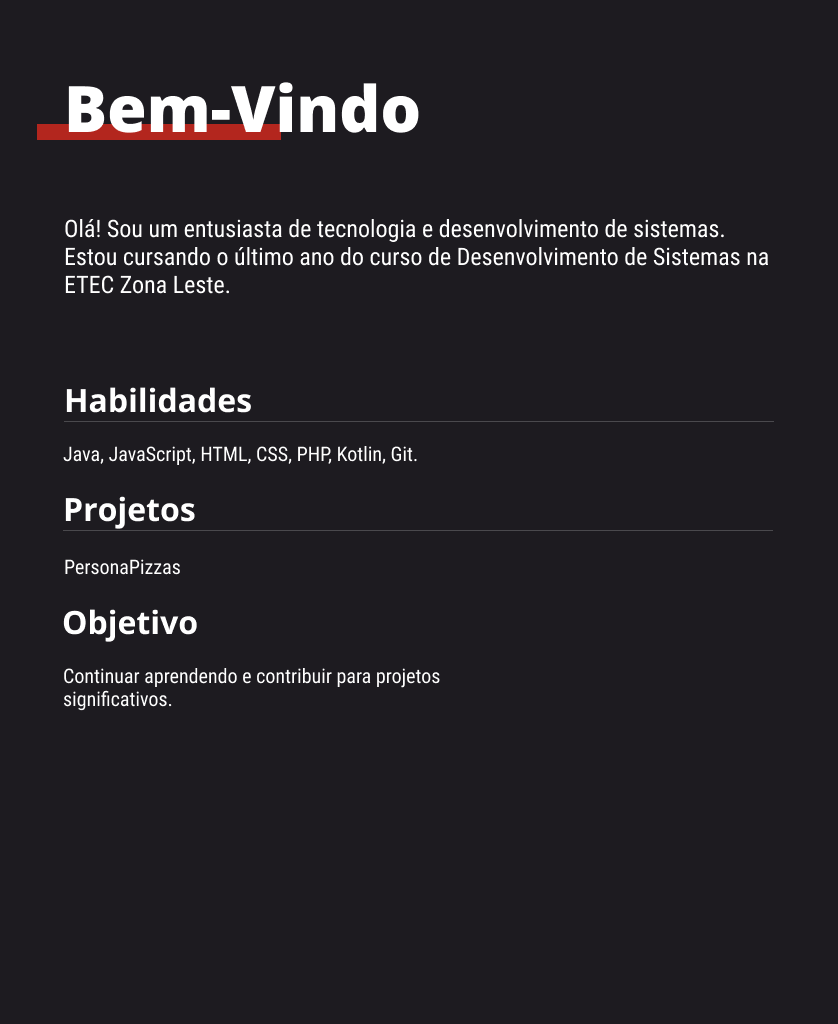 Bem-Vindo
Olá! Sou um entusiasta de tecnologia e desenvolvimento de sistemas.
Estou cursando o último ano do curso de Desenvolvimento de Sistemas na
ETEC Zona Leste.
Habilidades
Java, JavaScript, HTML, CSS, PHP, Kotlin, Git.
Projetos
PersonaPizzas
Objetivo
Continuar aprendendo e contribuir para projetos
significativos.